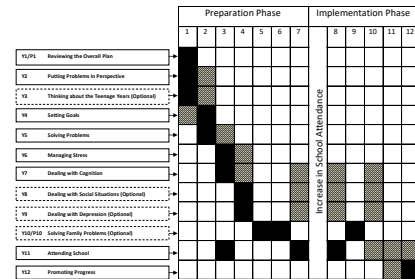 Preparation Phase Implementation Phase
1 2 3 4 5 6 7 8 9 10 11 12
Y1/P1 Reviewing the Overall Plan
Y2 Putting Problems in Perspective
Y3 Thinking about the Teenage Years (Optional)
Y4 Setting Goals
Y5 Solving Problems
Y6 Managing Stress
Y7 Dealing with Cognition
Y8 Dealing with Social Situations (Optional)
Y9 Dealing with Depression (Optional)
Y10/P10 Solving Family Problems (Optional)
Y11 Attending School
Y12 Promoting Progress
Increase in School Attendance